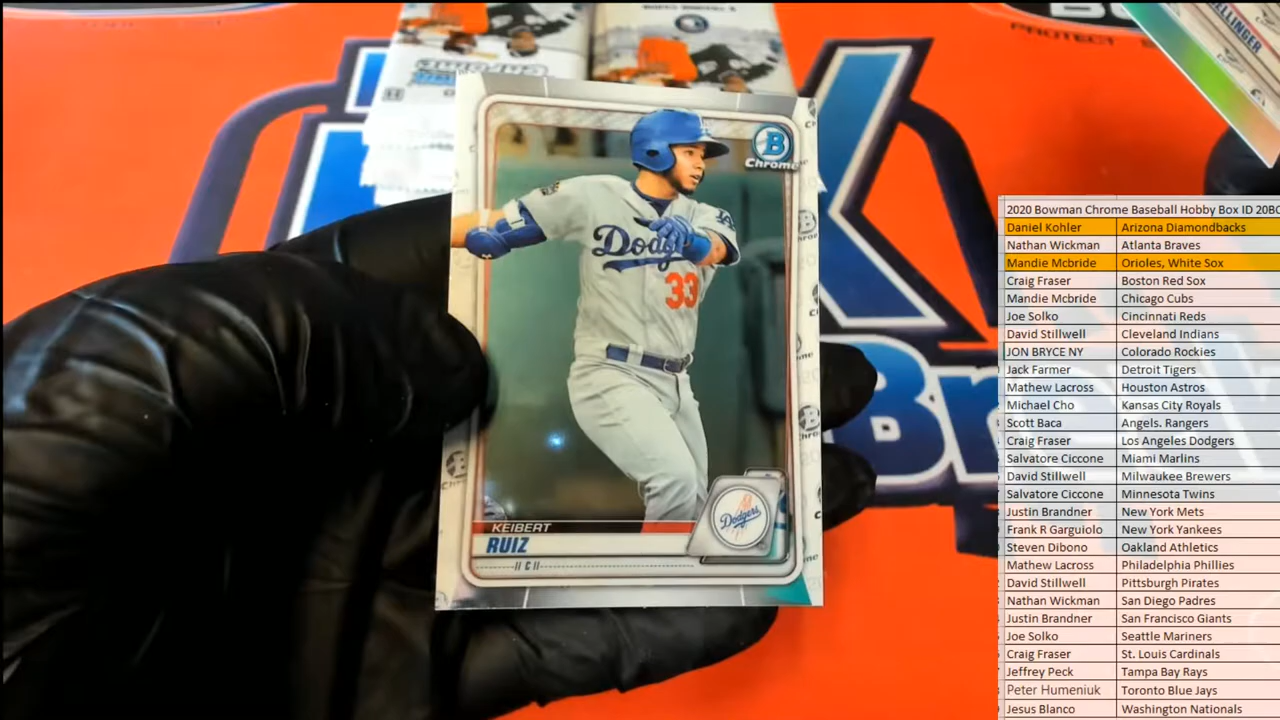 PROTECT
ELLINGER
B
Chrome
Dodgers
33
LA
KEIBERT
RUIZ
C
Dodgers
2020 Bowman Chrome Baseball Hobby Box ID 20BC
Daniel Kohler Arizona Diamondbacks
Nathan Wickman Atlanta Braves
Mandie Mcbride Orioles, White Sox
Craig Fraser Boston Red Sox
Mandie Mcbride Chicago Cubs
Joe Solko Cincinnati Reds
David Stillwell Cleveland Indians
JON BRYCE NY Colorado Rockies
Jack Farmer Detroit Tigers
Mathew Lacross Houston Astros
Michael Cho Kansas City Royals
Scott Baca Angels. Rangers
Craig Fraser Los Angeles Dodgers
Salvatore Ciccone Miami Marlins
David Stillwell Milwaukee Brewers
Salvatore Ciccone Minnesota Twins
Justin Brandner New York Mets
Frank R Garguiolo New York Yankees
Steven Dibono Oakland Athletics
Mathew Lacross Philadelphia Phillies
David Stillwell Pittsburgh Pirates
Nathan Wickman San Diego Padres
Justin Brandner San Francisco Giants
Joe Solko Seattle Mariners
Craig Fraser St. Louis Cardinals
Jeffrey Peck Tampa Bay Rays
Peter Humeniuk Toronto Blue Jays
Jesus Blanco Washington Nationals